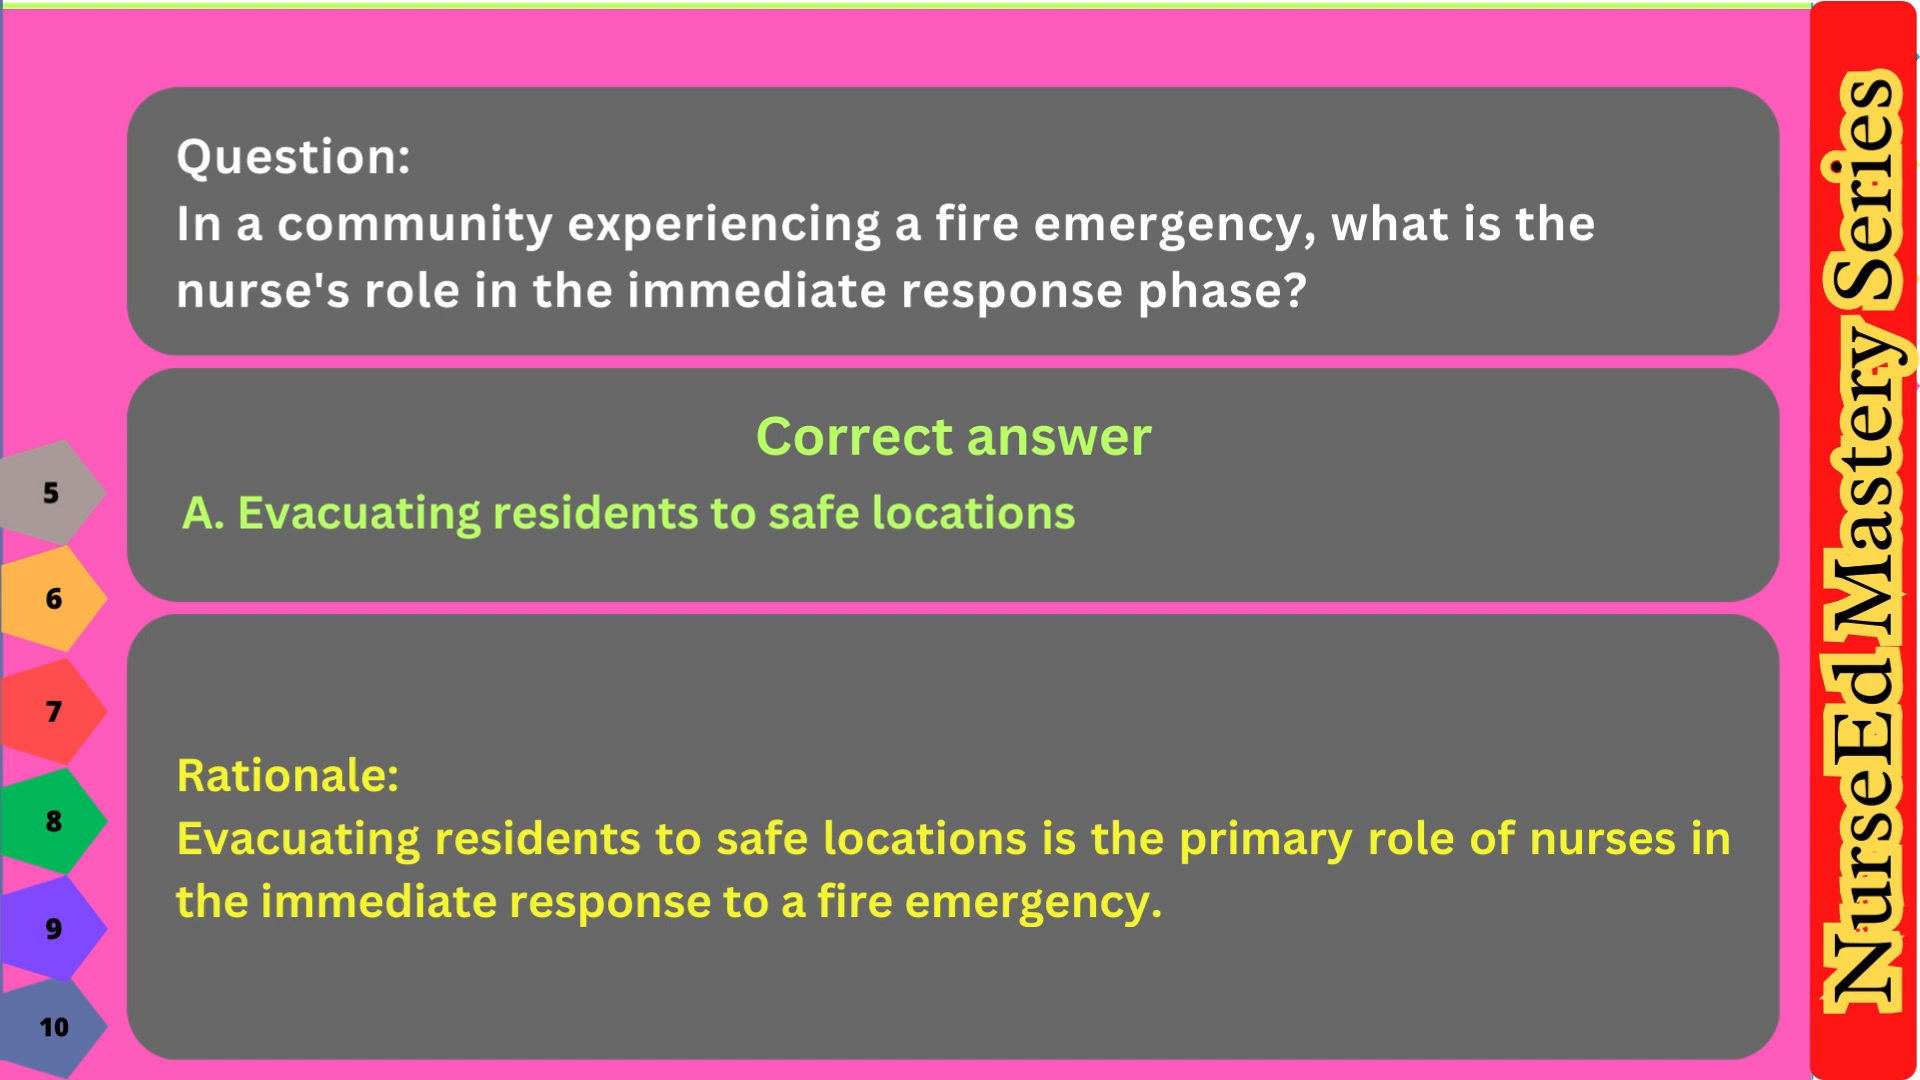 Question:
In a community experiencing a fire emergency, what is the
nurse's role in the immediate response phase?
Correct answer
A. Evacuating residents to safe locations
Rationale:
Evacuating residents to safe locations is the primary role of nurses in
the immediate response to a fire emergency.
5
6
7
8
9
10
NurseEd Mastery Series